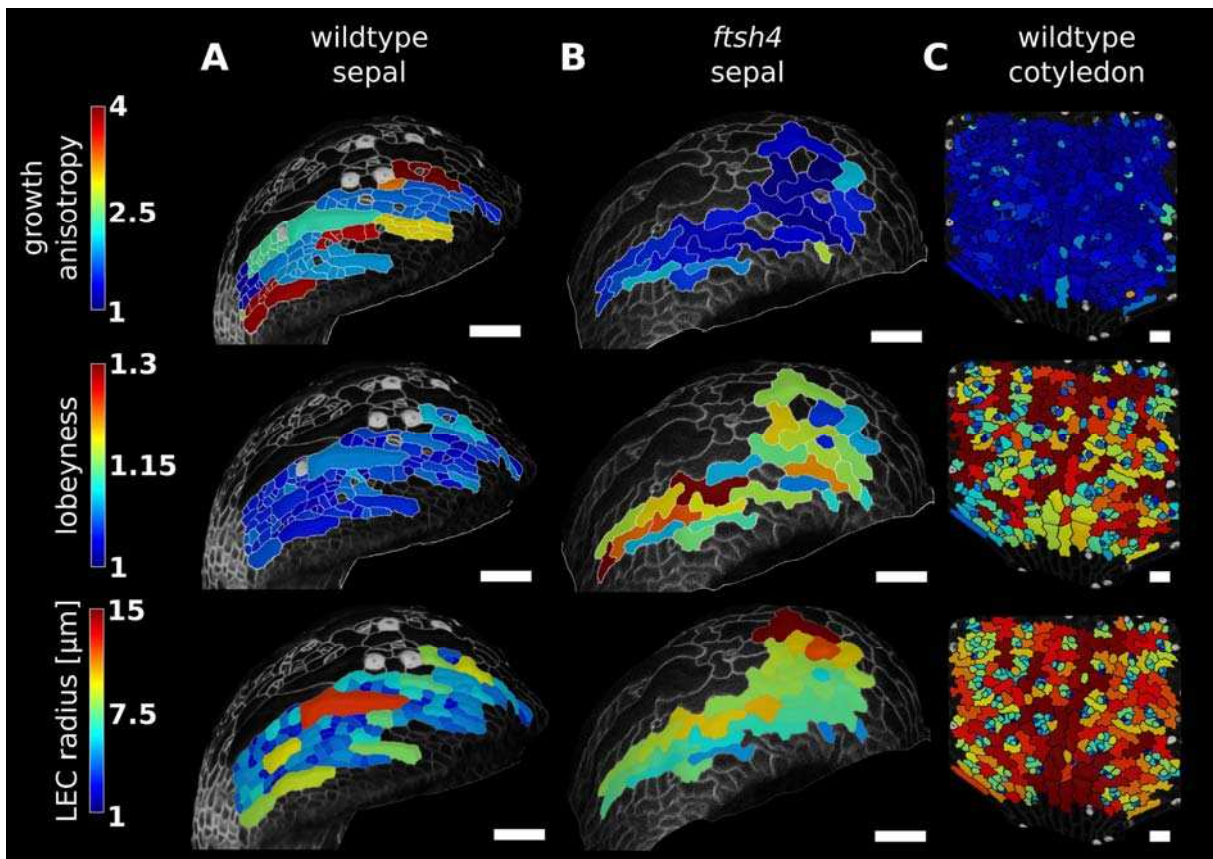 A
wildtype
sepal
B
ftsh4
sepal
C
wildtype
cotyledon
growth
anisotropy
4
2.5
1
lobeyness
1.3
1.15
1
LEC radius [µm]
15
7.5
1